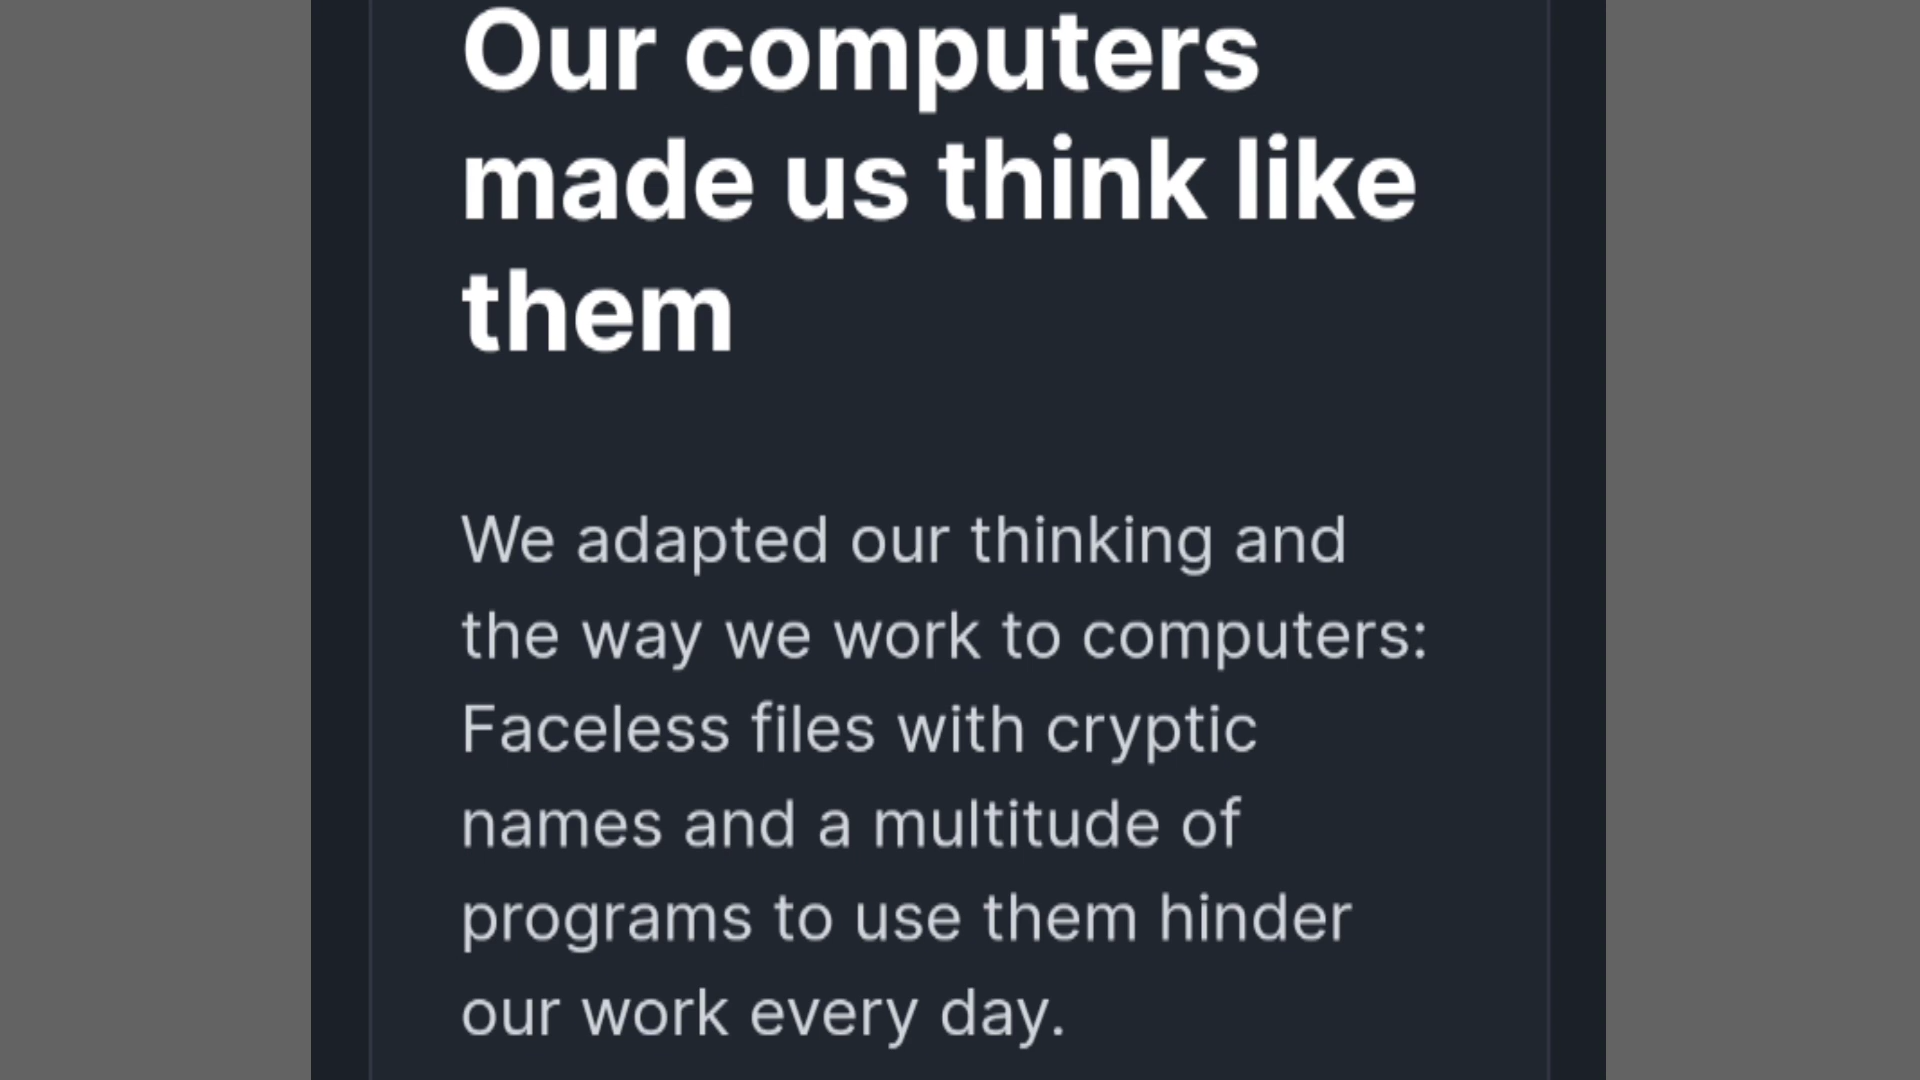 Our computers
made us think like
them
We adapted our thinking and
the way we work to computers:
Faceless files with cryptic
names and a multitude of
programs to use them hinder
our work every day.